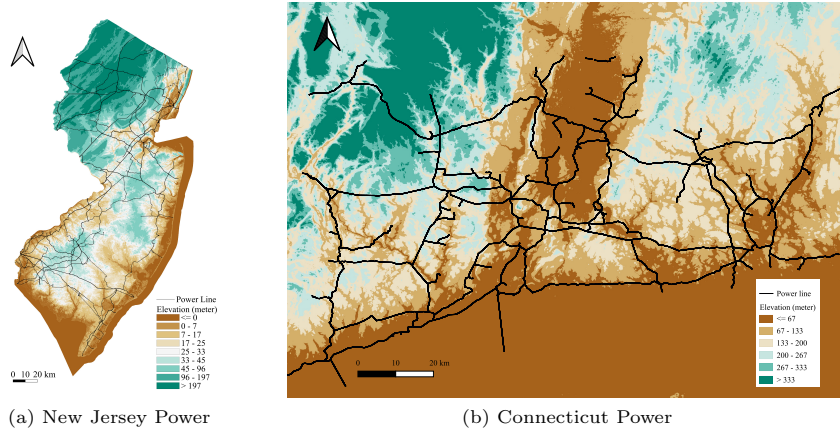 Power Line
Elevation (meter)
<= 0
0 - 7
7 - 17
17 - 25
25 - 33
33 - 45
45 - 96
96 - 197
> 197
0 10 20 km
(a) New Jersey Power
Power line
Elevation (meter)
<= 67
67 - 133
133 - 200
200 - 267
267 - 333
> 333
0 10 20 km
(b) Connecticut Power